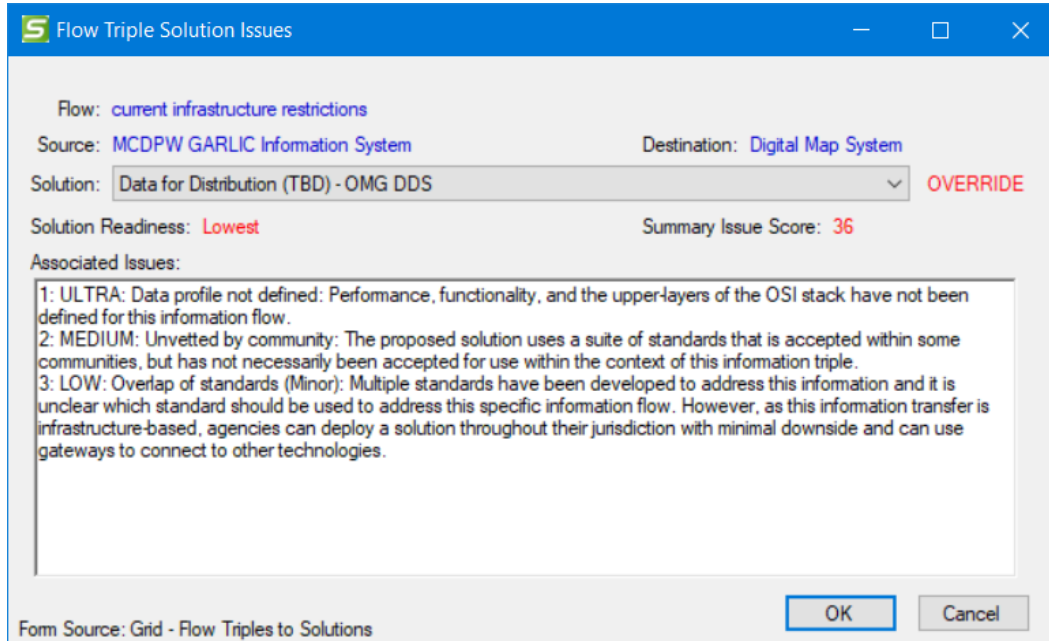 Flow Triple Solution Issues
Flow: current infrastructure restrictions
Source: MCDPW GARLIC Information System Destination: Digital Map System
Solution: Data for Distribution (TBD) - OMG DDS OVERRIDE
Solution Readiness: Lowest Summary Issue Score: 36
Associated Issues:
1: ULTRA: Data profile not defined: Performance, functionality, and the upper-layers of the OSI stack have not been
defined for this information flow.
2: MEDIUM: Unvetted by community: The proposed solution uses a suite of standards that is accepted within some
communities, but has not necessarily been accepted for use within the context of this information triple.
3: LOW: Overlap of standards (Minor): Multiple standards have been developed to address this information and it is
unclear which standard should be used to address this specific information flow. However, as this information transfer is
infrastructure-based, agencies can deploy a solution throughout their jurisdiction with minimal downside and can use
gateways to connect to other technologies.
OK Cancel
Form Source: Grid - Flow Triples to Solutions